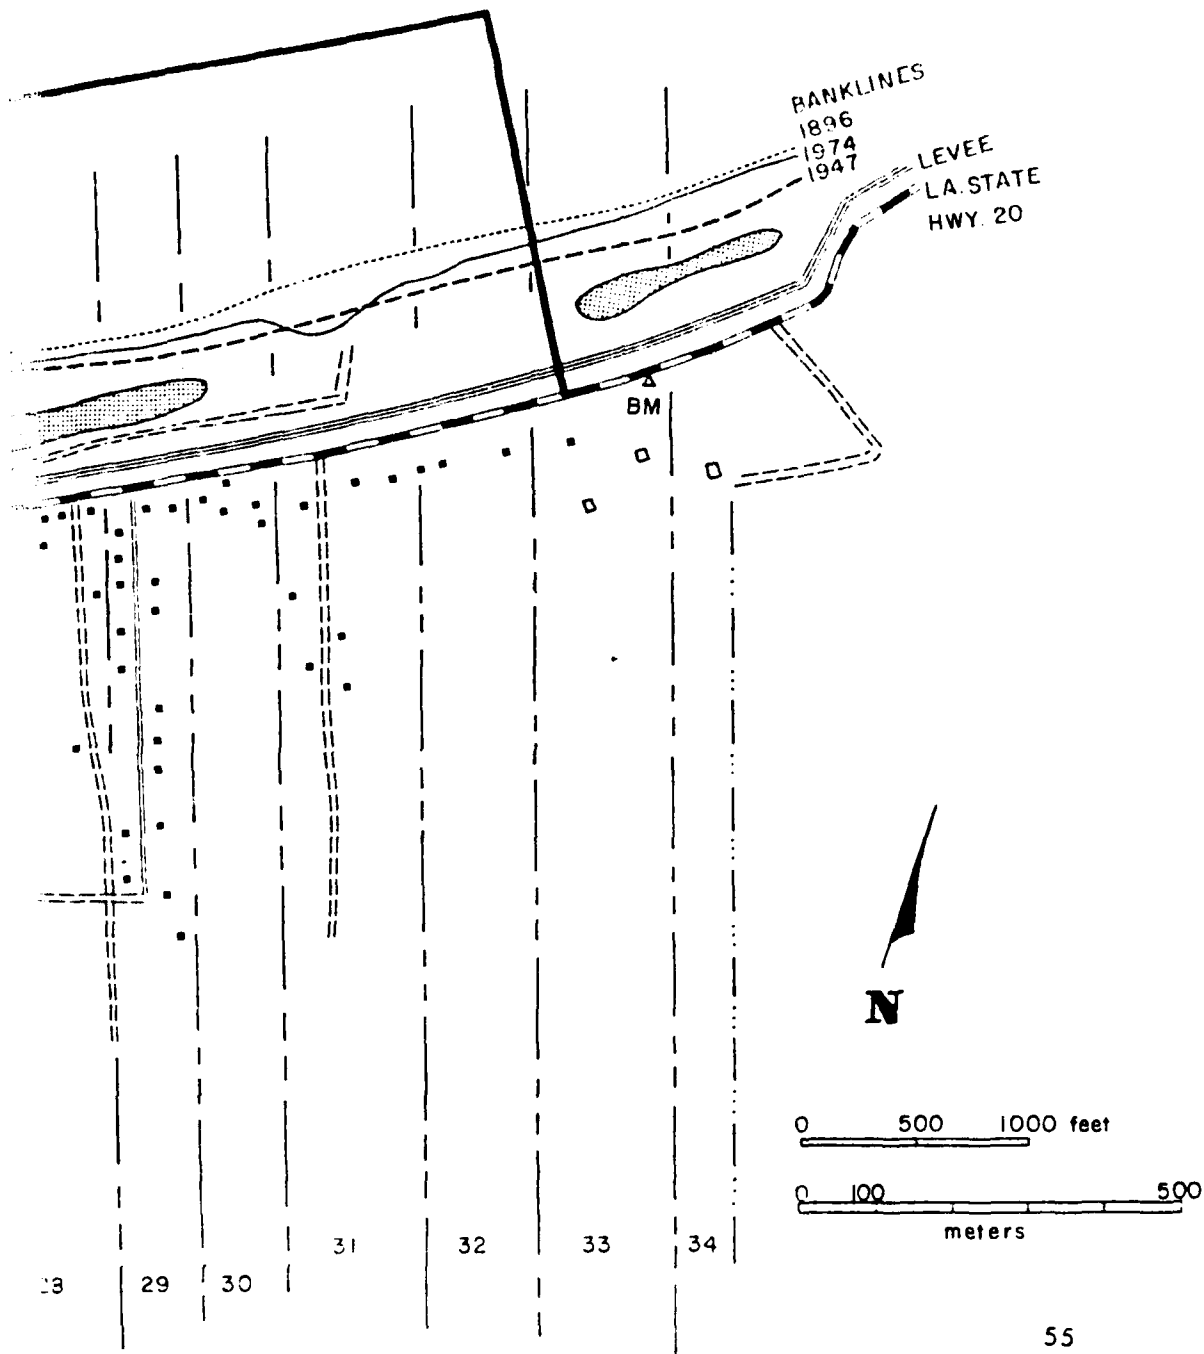 BANKLINES
1896
1974
1947
LEVEE
LA. STATE
HWY. 20
BM
N
0 500 1000 feet
0 100 500
meters
31 32 33 34
29 30
55